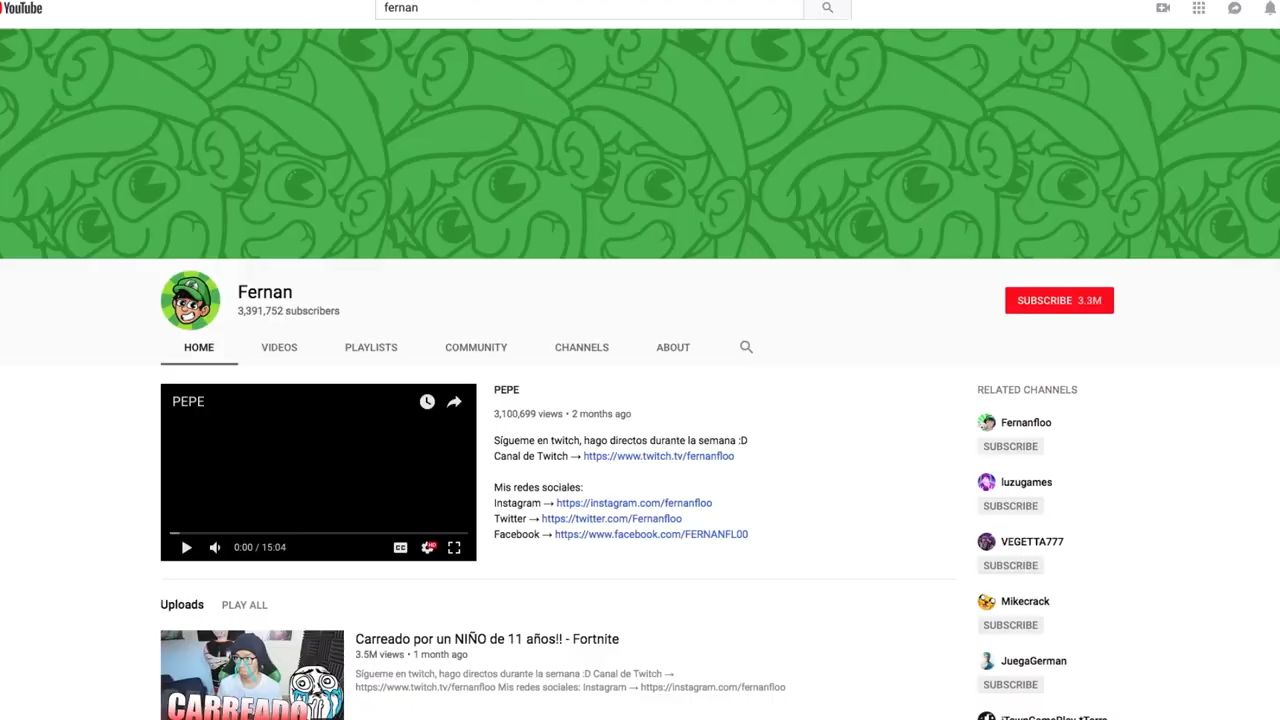 YouTube
fernan
Fernan
3,391,752 subscribers
SUBSCRIBE 3.3M
HOME VIDEOS PLAYLISTS COMMUNITY CHANNELS ABOUT
PEPE
0:00 / 15:04
CC
HD
PEPE
3,100,699 views • 2 months ago
Sígueme en twitch, hago directos durante la semana :D
Canal de Twitch → https://www.twitch.tv/fernanfloo
Mis redes sociales:
Instagram → https://instagram.com/fernanfloo
Twitter → https://twitter.com/Fernanfloo
Facebook → https://www.facebook.com/FERNANFL00
Uploads PLAY ALL
CARREADO
Carreado por un NIÑO de 11 años!! - Fortnite
3.5M views • 1 month ago
Sígueme en twitch, hago directos durante la semana :D Canal de Twitch →
https://www.twitch.tv/fernanfloo Mis redes sociales: Instagram → https://instagram.com/fernanfloo
RELATED CHANNELS
Fernanfloo
SUBSCRIBE
luzugames
SUBSCRIBE
VEGETTA777
SUBSCRIBE
Mikecrack
SUBSCRIBE
JuegaGerman
SUBSCRIBE